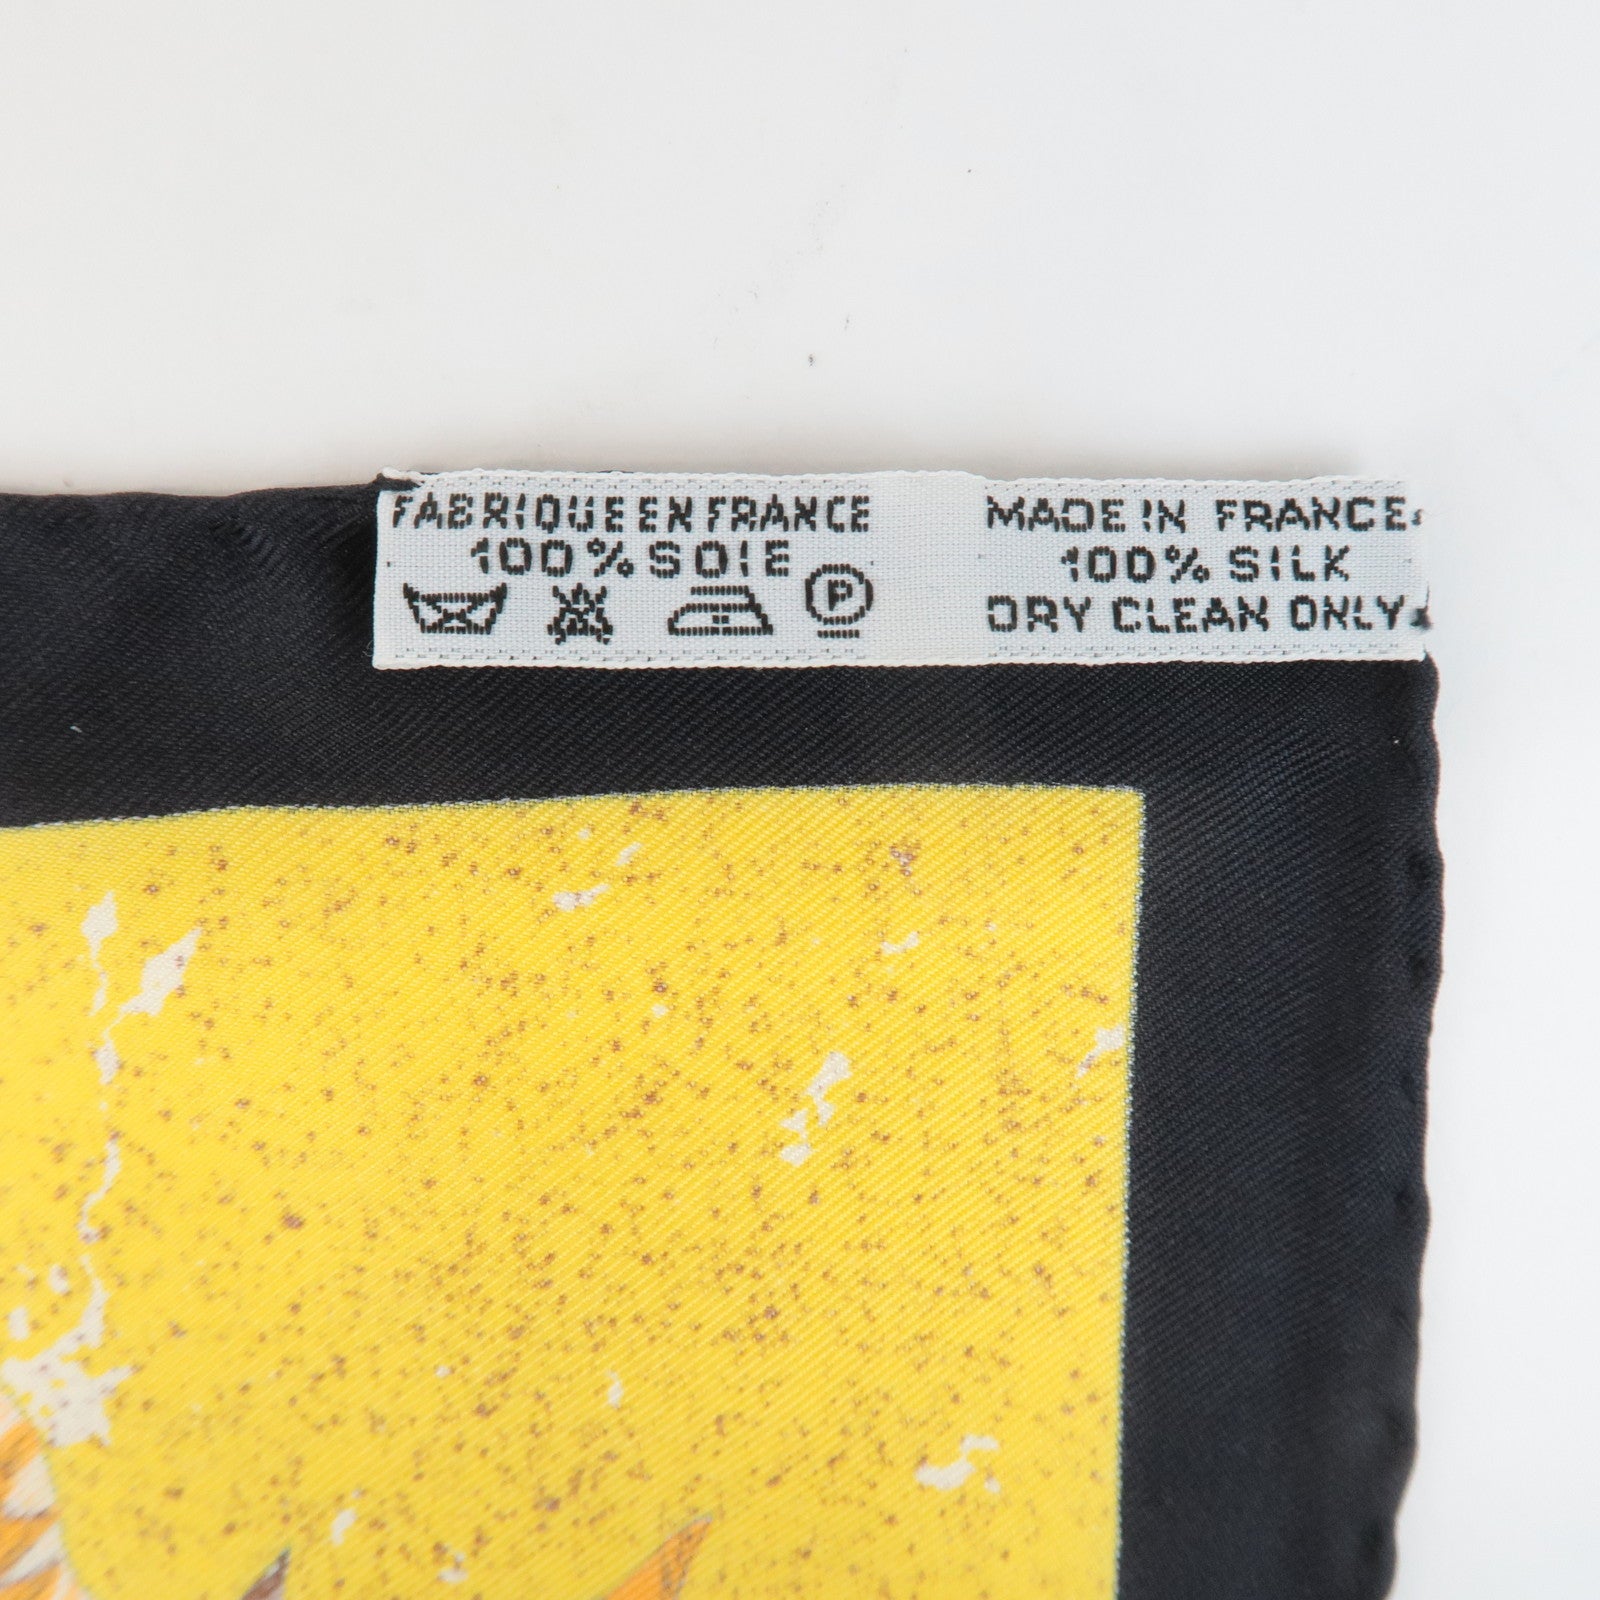 FABRIQUE EN FRANCE
100% SOIE
P
MADE IN FRANCE
100% SILK
DRY CLEAN ONLY